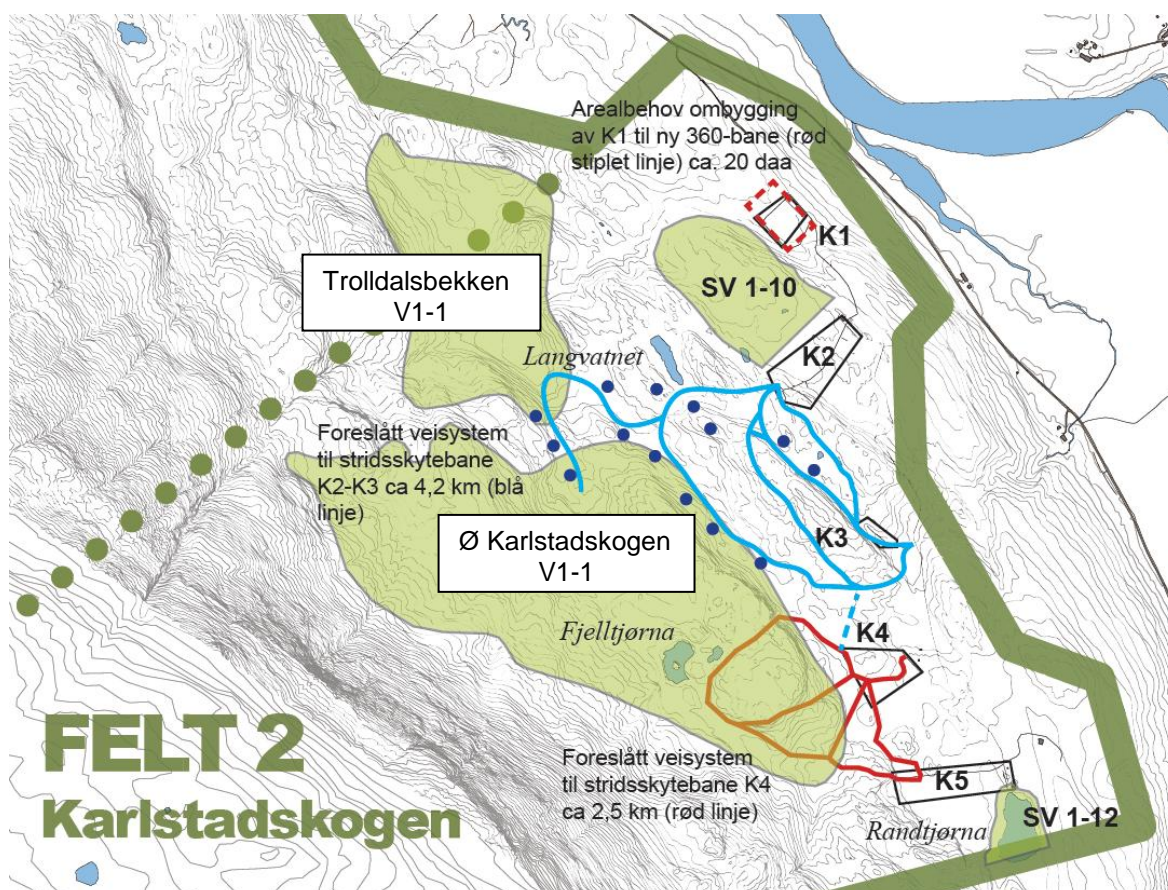 Arealbehov ombygging
av K1 til ny 360-bane (rød
stiplet linje) ca. 20 daa
K1
Trolldalsbekken
V1-1
SV 1-10
K2
Langvatnet
Foreslått veisystem
til stridsskytebane
K2-K3 ca 4,2 km (blå
linje)
Ø Karlstadskogen
V1-1
K3
Fjelltjørna
K4
FELT 2
Karlstadskogen
Foreslått veisystem
til stridsskytebane K4
ca 2,5 km (rød linje)
K5
Randtjørna
SV 1-12